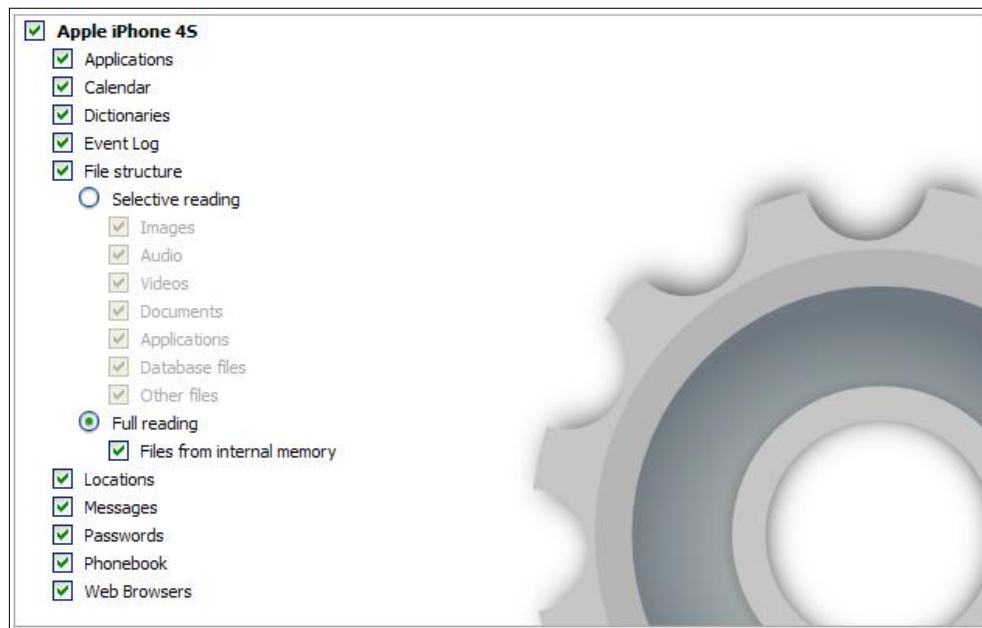 Apple iPhone 4S
Applications
Calendar
Dictionaries
Event Log
File structure
Selective reading
Images
Audio
Videos
Documents
Applications
Database files
Other files
Full reading
Files from internal memory
Locations
Messages
Passwords
Phonebook
Web Browsers